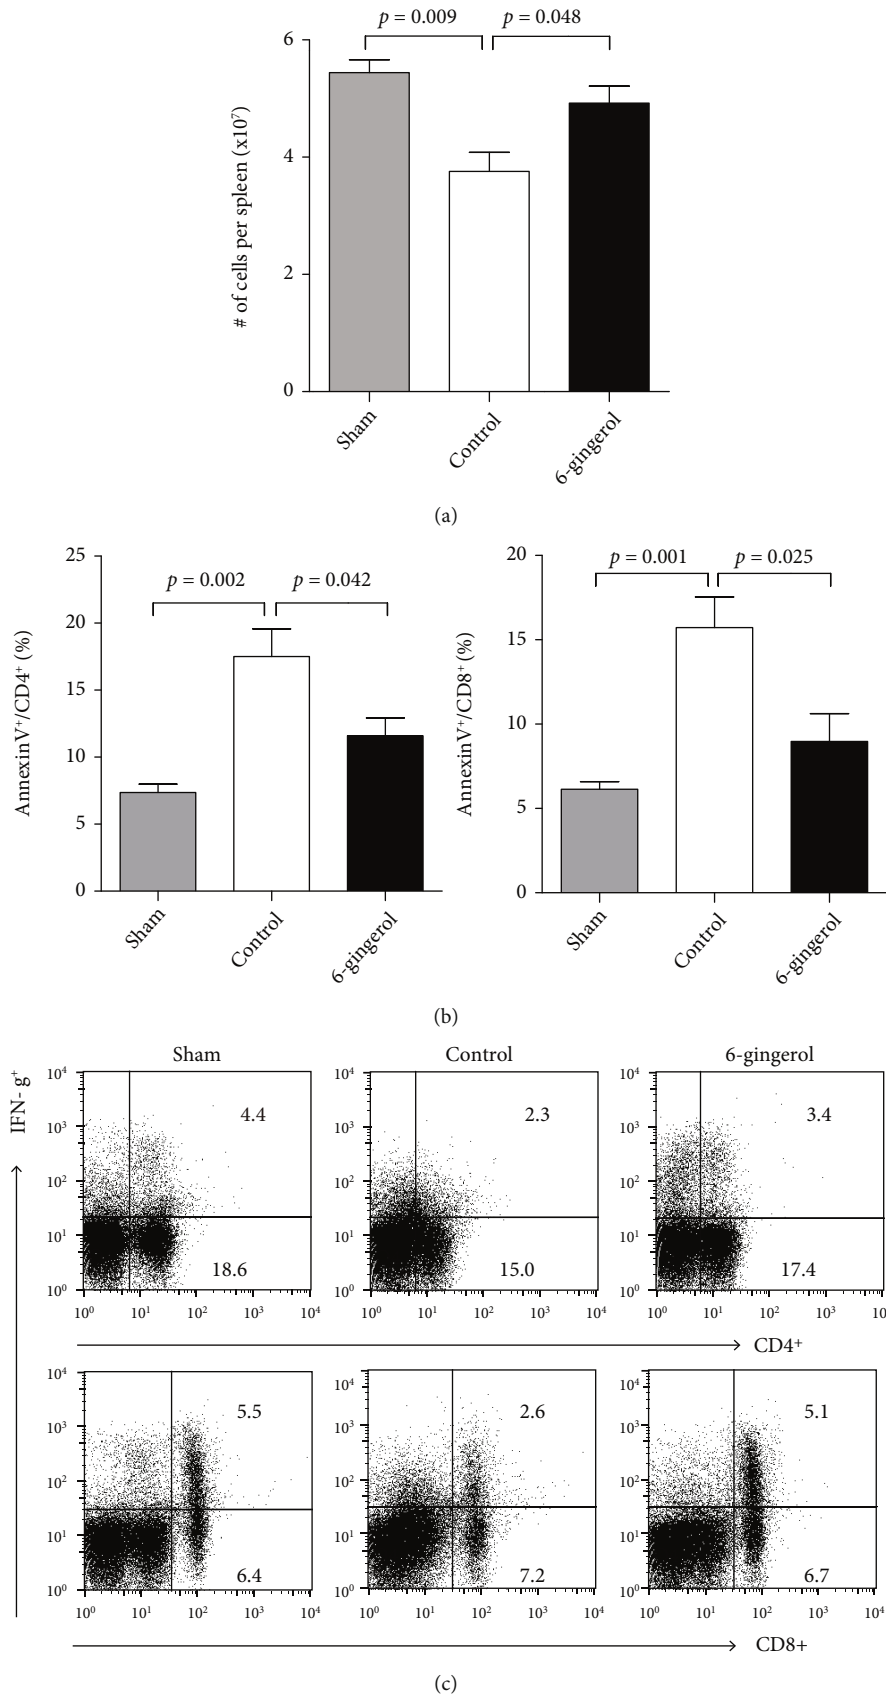 p = 0.009
p = 0.048
6
4
2
0
# of cells per spleen (x10⁷)
Sham
Control
6-gingerol
(a)
25
20
15
10
5
0
AnnexinV⁺/CD4⁺ (%)
p = 0.002
p = 0.042
Sham
Control
6-gingerol
20
15
10
5
0
AnnexinV⁺/CD8⁺ (%)
p = 0.001
p = 0.025
Sham
Control
6-gingerol
(b)
Sham
Control
6-gingerol
IFN- g⁺
10⁴
10³
10²
10¹
10⁰
4.4
18.6
10⁰ 10¹ 10² 10³ 10⁴
10⁴
10³
10²
10¹
10⁰
2.3
15.0
10⁰ 10¹ 10² 10³ 10⁴
10⁴
10³
10²
10¹
10⁰
3.4
17.4
10⁰ 10¹ 10² 10³ 10
CD4⁺
10⁴
10³
10²
10¹
10⁰
5.5
6.4
10⁰ 10¹ 10² 10³ 10⁴
10⁴
10³
10²
10¹
10⁰
2.6
7.2
10⁰ 10¹ 10² 10³ 10⁴
10⁴
10³
10²
10¹
10⁰
5.1
6.7
10⁰ 10¹ 10² 10³ 10⁴
CD8+
(c)